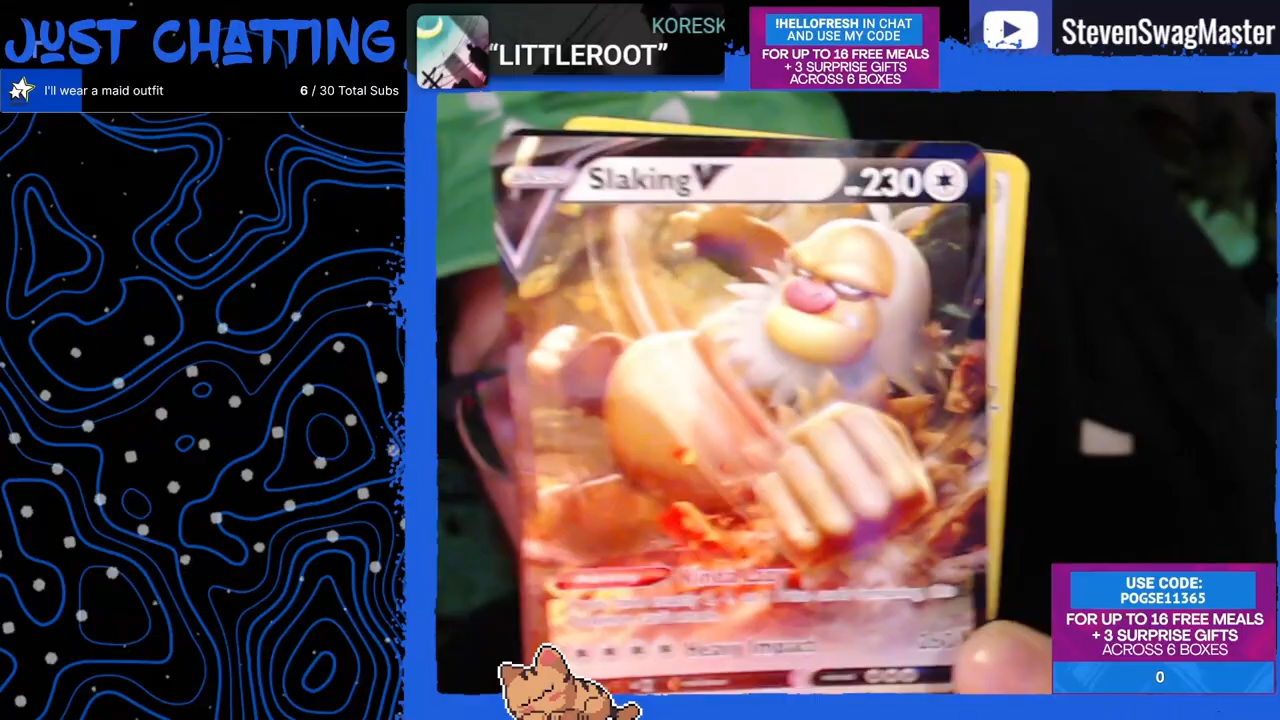 JUST CHATTING
I'll wear a maid outfit
6 / 30 Total Subs
KORESK
“LITTLEROOT”
!HELLOFRESH IN CHAT
AND USE MY CODE
FOR UP TO 16 FREE MEALS
+ 3 SURPRISE GIFTS
ACROSS 6 BOXES
StevenSwagMaster
Slaking V
230
Heavy Impact
USE CODE:
POGSE11365
FOR UP TO 16 FREE MEALS
+ 3 SURPRISE GIFTS
ACROSS 6 BOXES
0